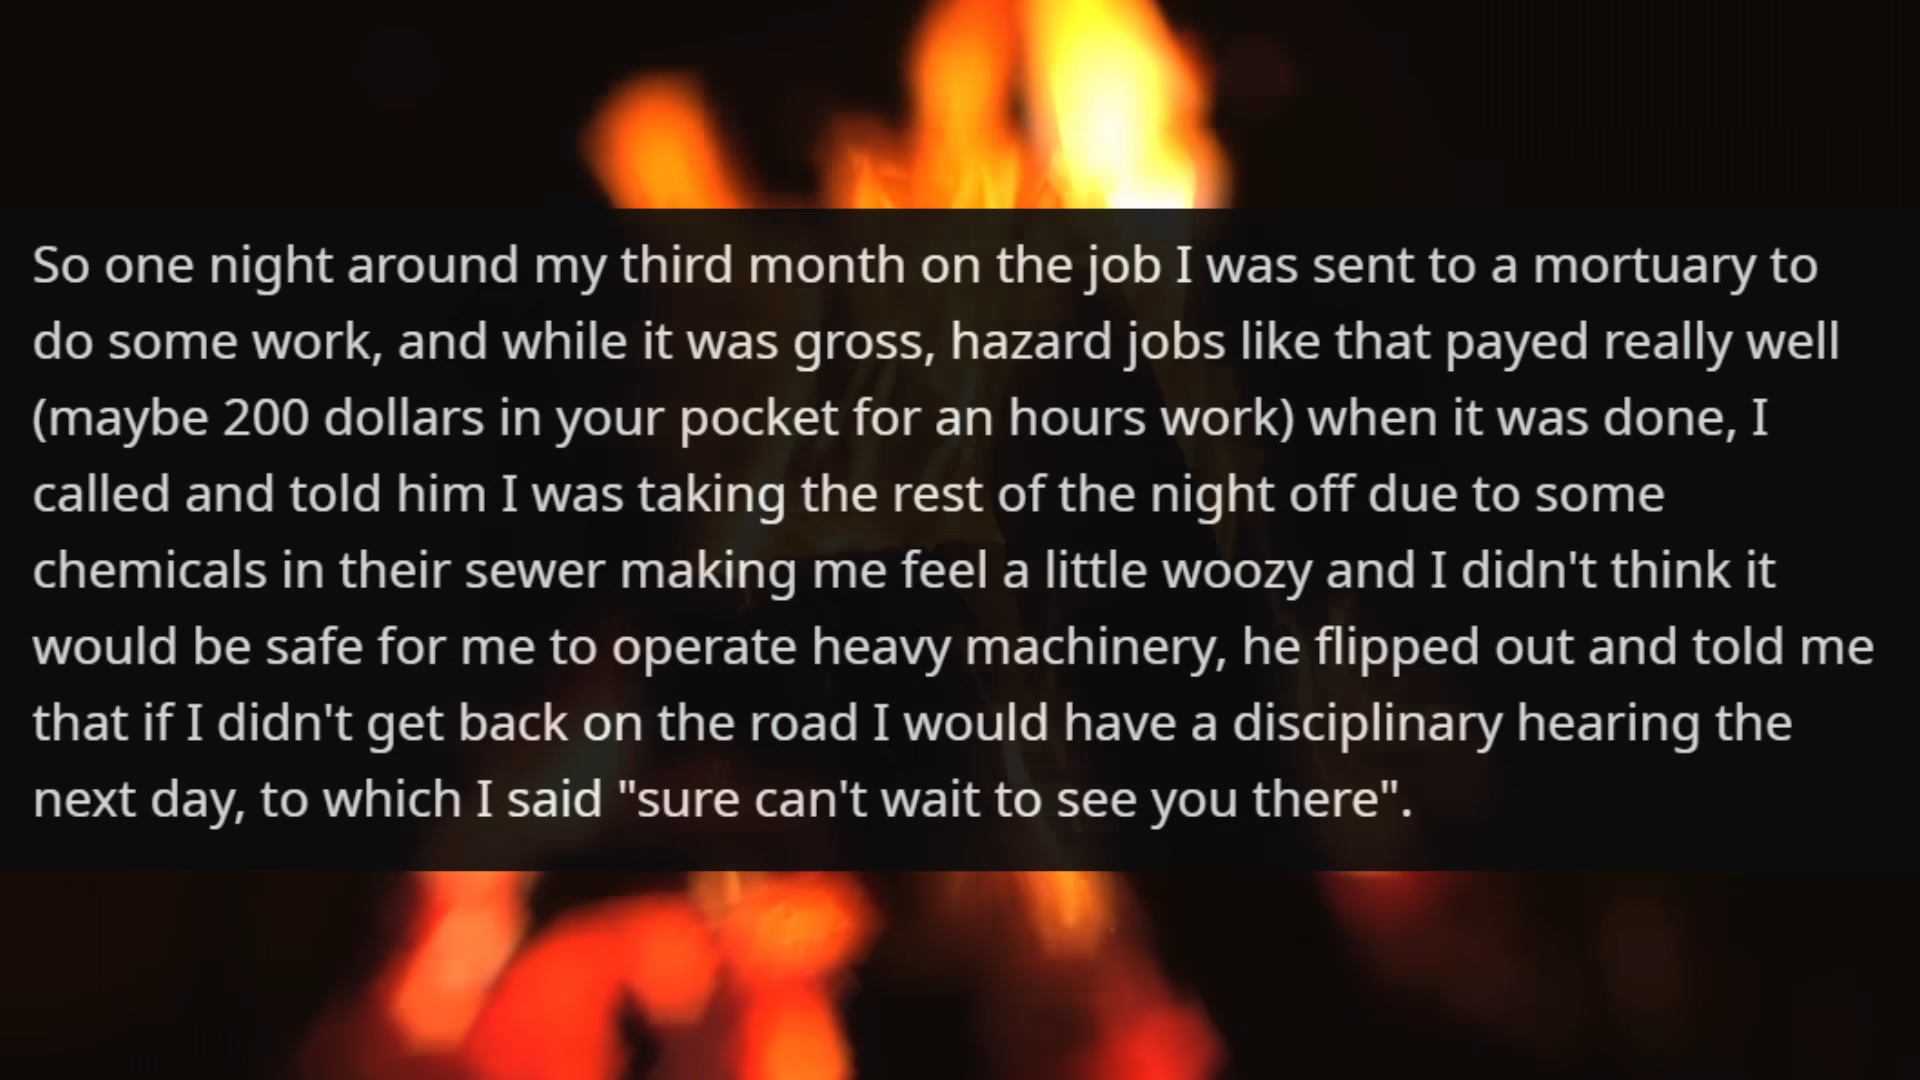 So one night around my third month on the job I was sent to a mortuary to
do some work, and while it was gross, hazard jobs like that payed really well
(maybe 200 dollars in your pocket for an hours work) when it was done, I
called and told him I was taking the rest of the night off due to some
chemicals in their sewer making me feel a little woozy and I didn't think it
would be safe for me to operate heavy machinery, he flipped out and told me
that if I didn't get back on the road I would have a disciplinary hearing the
next day, to which I said "sure can't wait to see you there".